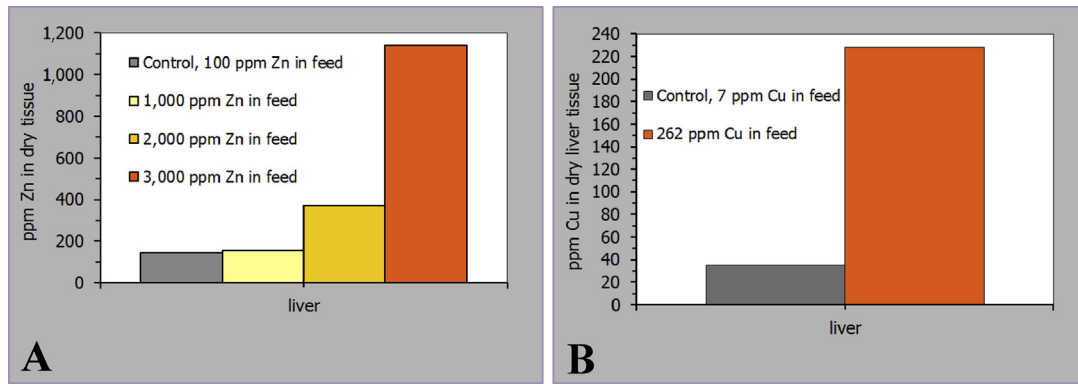 ppm Zn in dry tissue
1,200
1,000
800
600
400
200
0
Control, 100 ppm Zn in feed
1,000 ppm Zn in feed
2,000 ppm Zn in feed
3,000 ppm Zn in feed
liver
A
ppm Cu in dry liver tissue
240
220
200
180
160
140
120
100
80
60
40
20
0
Control, 7 ppm Cu in feed
262 ppm Cu in feed
liver
B